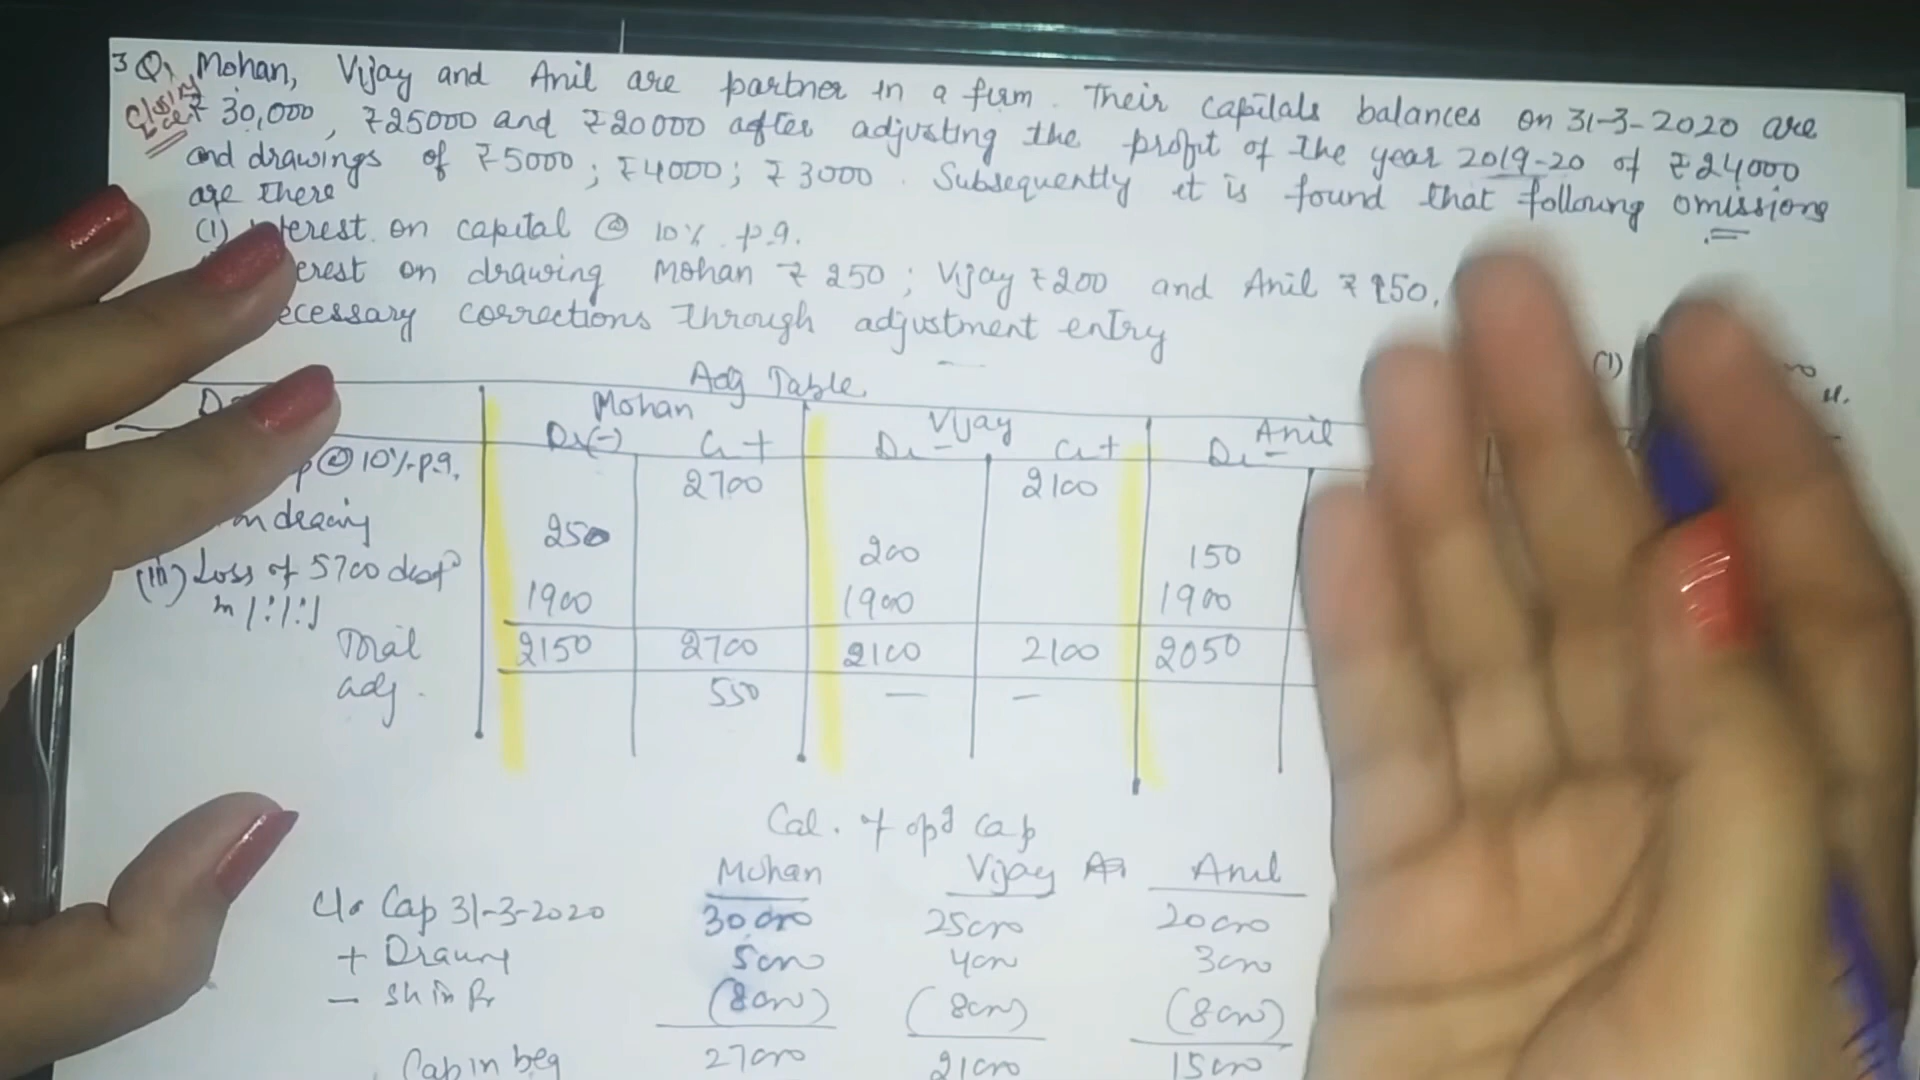 3 Q. Mohan, Vijay and Anil are partner in a firm. Their capitals balances on 31-3-2020 are
Closing
₹ 30,000, ₹25000 and ₹20000 after adjusting the profit of the year 2019-20 of ₹24000
and drawings of ₹5000; ₹4000; ₹3000. Subsequently it is found that following omissions
are there
(1) terest on capital @ 10% p.a.
erest on drawing Mohan ₹ 250; Vijay ₹200 and Anil ₹ 150.
ecessary corrections through adjustment entry
(1)
Adj Table
Mohan Vijay Anil
Dr(-) Cr + Dr - Cr + Dr -
@ 10% p.a. 2700 2100
on drawing 250 200 150
(iii) Loss of 5700 dist 1900 1900 1900
in 1:1:1
Total 2150 2700 2100 2100 2050
adj. 550 — —
Cal. of opg cap
Mohan Vijay Anil
Cl. Cap 31-3-2020 30000 25000 20000
+ Drawing 5000 4000 3000
- Sh in Pr (8000) (8000) (8000)
Cap in beg 27000 21000 15000